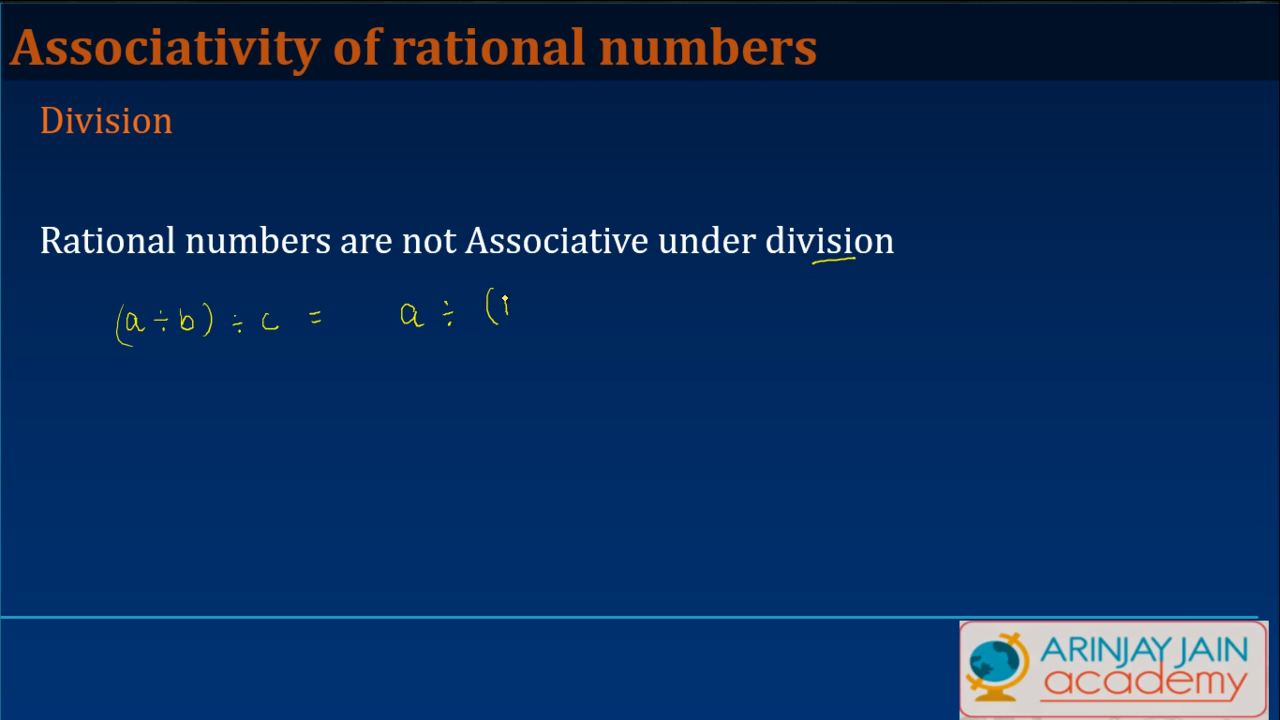 Associativity of rational numbers
Division
Rational numbers are not Associative under division
(a ÷ b) ÷ c = a ÷ (
ARINJAY JAIN
academy